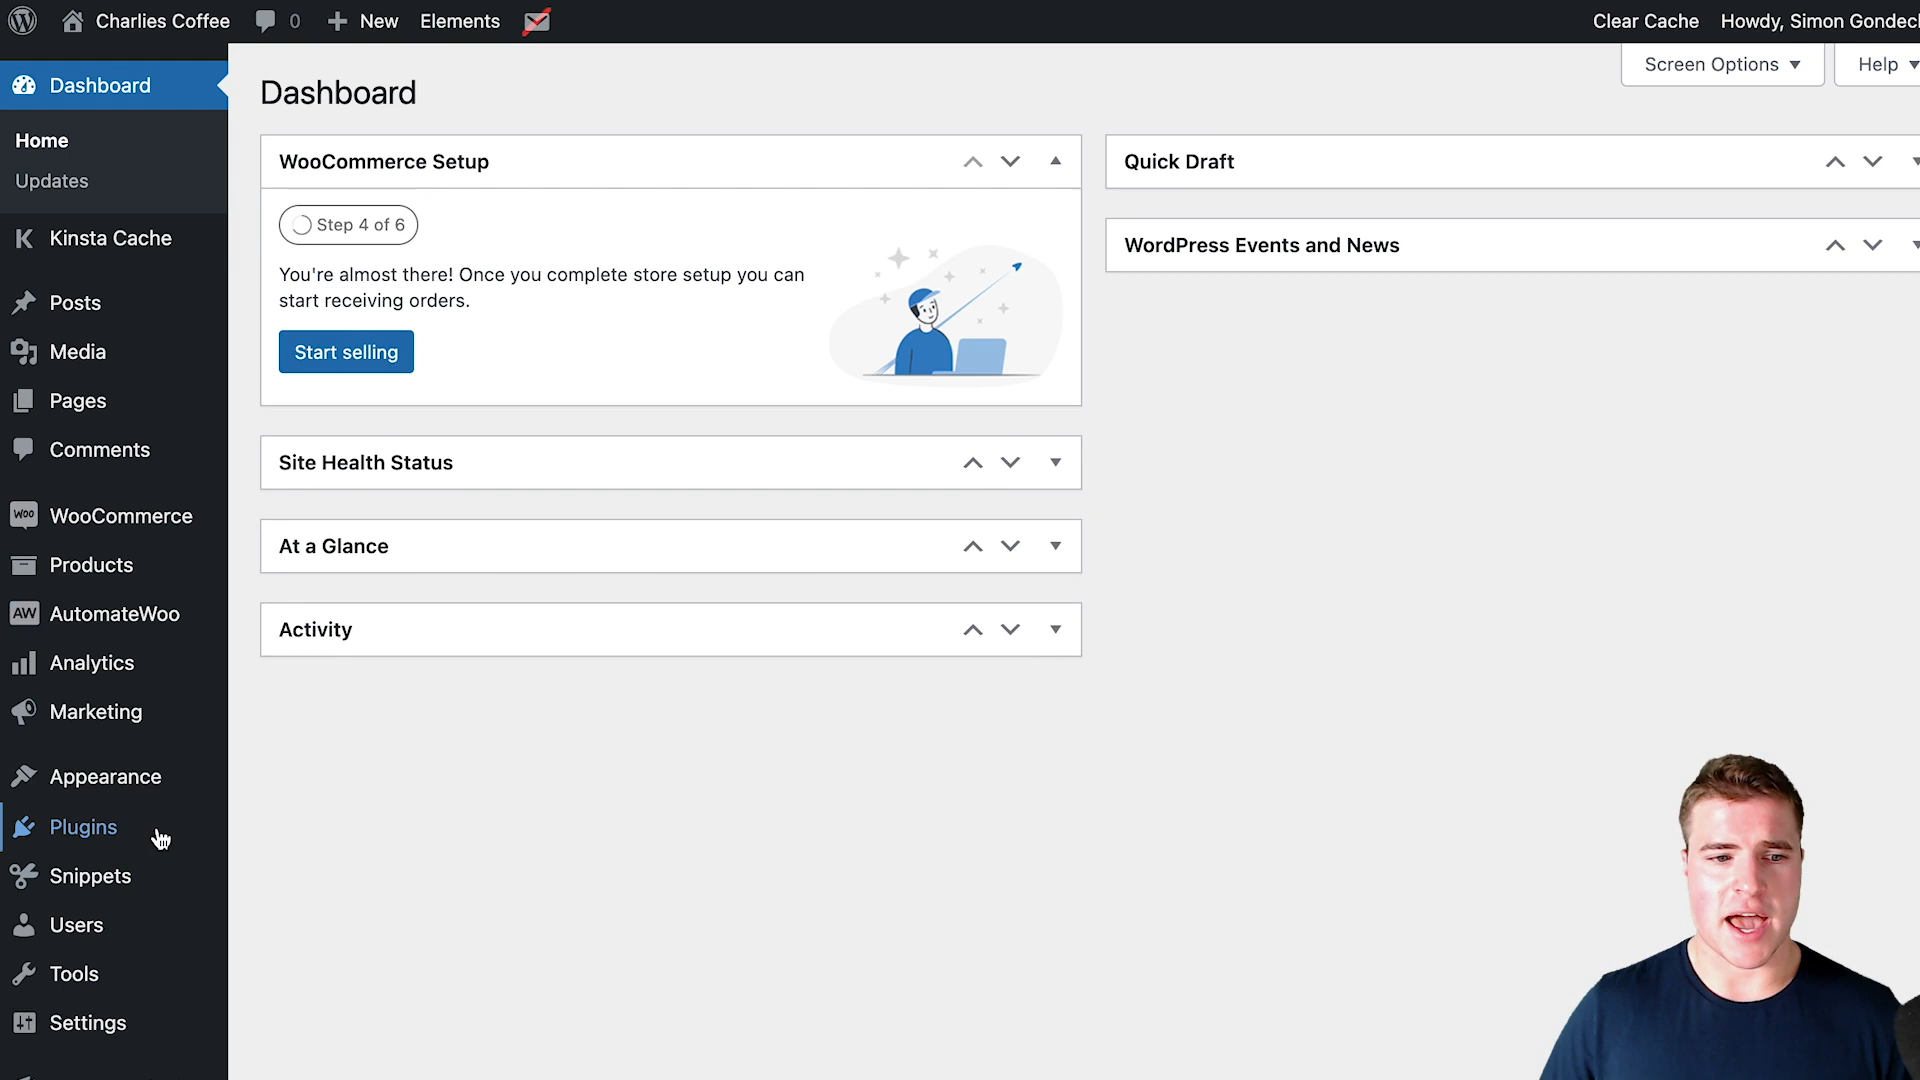 Charlies Coffee
0
New
Elements
Clear Cache
Howdy, Simon Gondeck
Dashboard
Home
Updates
Kinsta Cache
Posts
Media
Pages
Comments
Woo
WooCommerce
Products
AW
AutomateWoo
Analytics
Marketing
Appearance
Plugins
Snippets
Users
Tools
Settings
Screen Options
Help
Dashboard
WooCommerce Setup
Step 4 of 6
You're almost there! Once you complete store setup you can
start receiving orders.
Start selling
Site Health Status
At a Glance
Activity
Quick Draft
WordPress Events and News